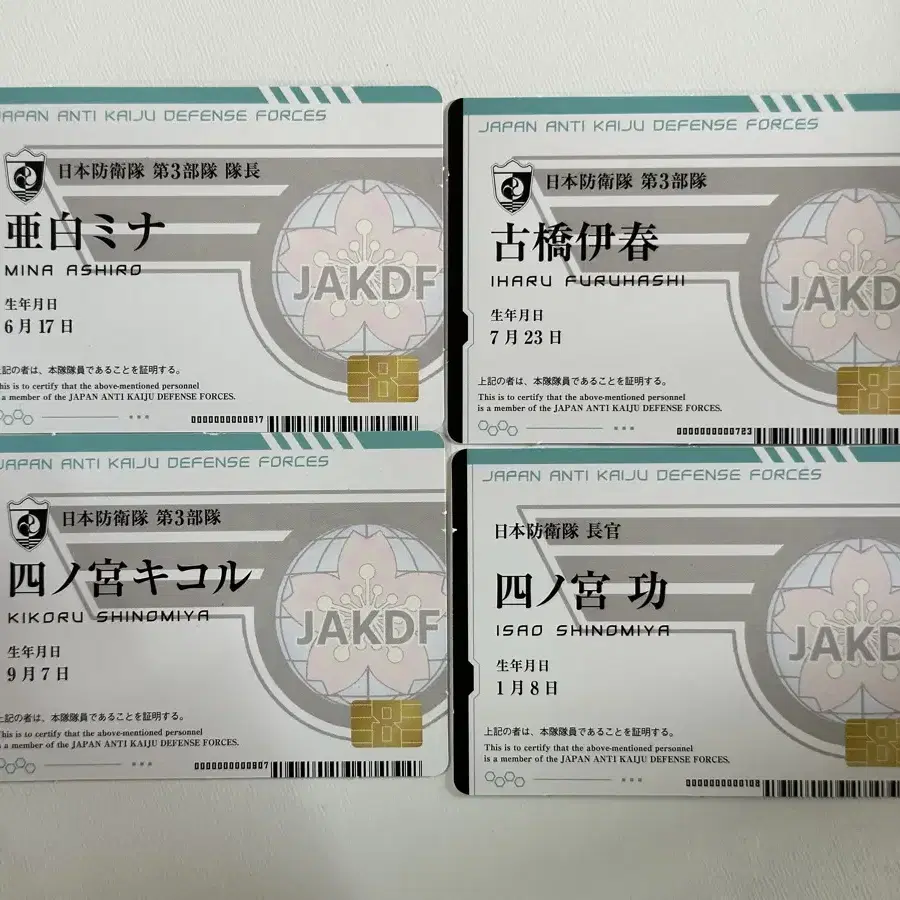 JAPAN ANTI KAIJU DEFENSE FORCES
日本防衛隊 第3部隊 隊長
亜白ミナ
MINA ASHIRO
生年月日
6月17日
JAKDF
上記の者は、本隊隊員であることを証明する。
This is to certify that the above-mentioned personnel
is a member of the JAPAN ANTI KAIJU DEFENSE FORCES.
0000000000617
JAPAN ANTI KAIJU DEFENSE FORCES
日本防衛隊 第3部隊
古橋伊春
IHARU FURUHASHI
生年月日
7月23日
JAKD
上記の者は、本隊隊員であることを証明する。
This is to certify that the above-mentioned personnel
is a member of the JAPAN ANTI KAIJU DEFENSE FORCES.
0000000000723
JAPAN ANTI KAIJU DEFENSE FORCES
日本防衛隊 第3部隊
四ノ宮キコル
KIKORU SHINOMIYA
生年月日
9月7日
JAKDF
上記の者は、本隊隊員であることを証明する。
This is to certify that the above-mentioned personnel
is a member of the JAPAN ANTI KAIJU DEFENSE FORCES.
0000000000907
JAPAN ANTI KAIJU DEFENSE FORCES
日本防衛隊 長官
四ノ宮 功
ISAO SHINOMIYA
生年月日
1月8日
JAKD
上記の者は、本隊隊員であることを証明する。
This is to certify that the above-mentioned personnel
is a member of the JAPAN ANTI KAIJU DEFENSE FORCES.
0000000000108